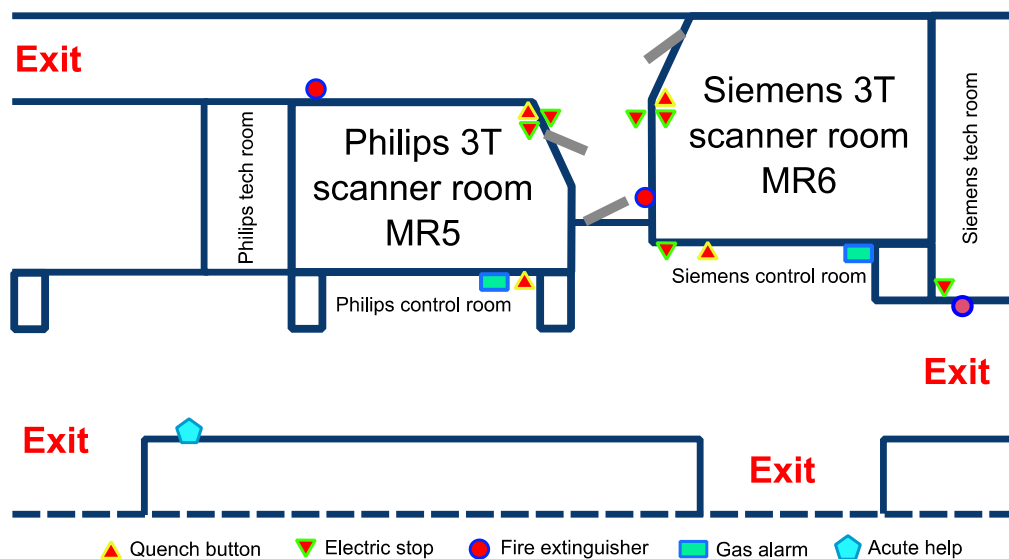 Exit
Philips tech room
Philips 3T
scanner room
MR5
Siemens 3T
scanner room
MR6
Siemens tech room
Philips control room
Siemens control room
Exit
Exit
Exit
Quench button
Electric stop
Fire extinguisher
Gas alarm
Acute help